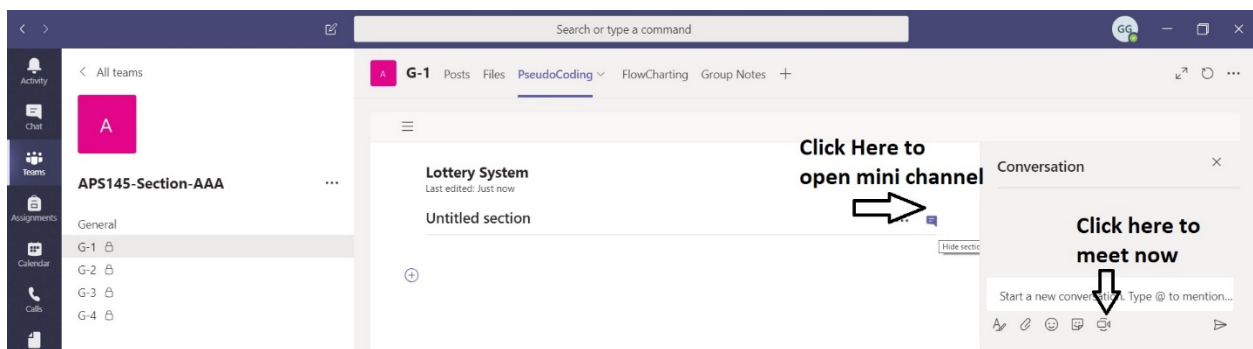 Search or type a command
GG
Activity
Chat
Teams
Assignments
Calendar
Calls
< All teams
A
APS145-Section-AAA
...
General
G-1
G-2
G-3
G-4
A G-1 Posts Files PseudoCoding FlowCharting Group Notes +
...
Lottery System
Last edited: Just now
Untitled section
...
Click Here to
open mini channel
Hide sectio
Conversation
Click here to
meet now
Start a new conversation. Type @ to mention...